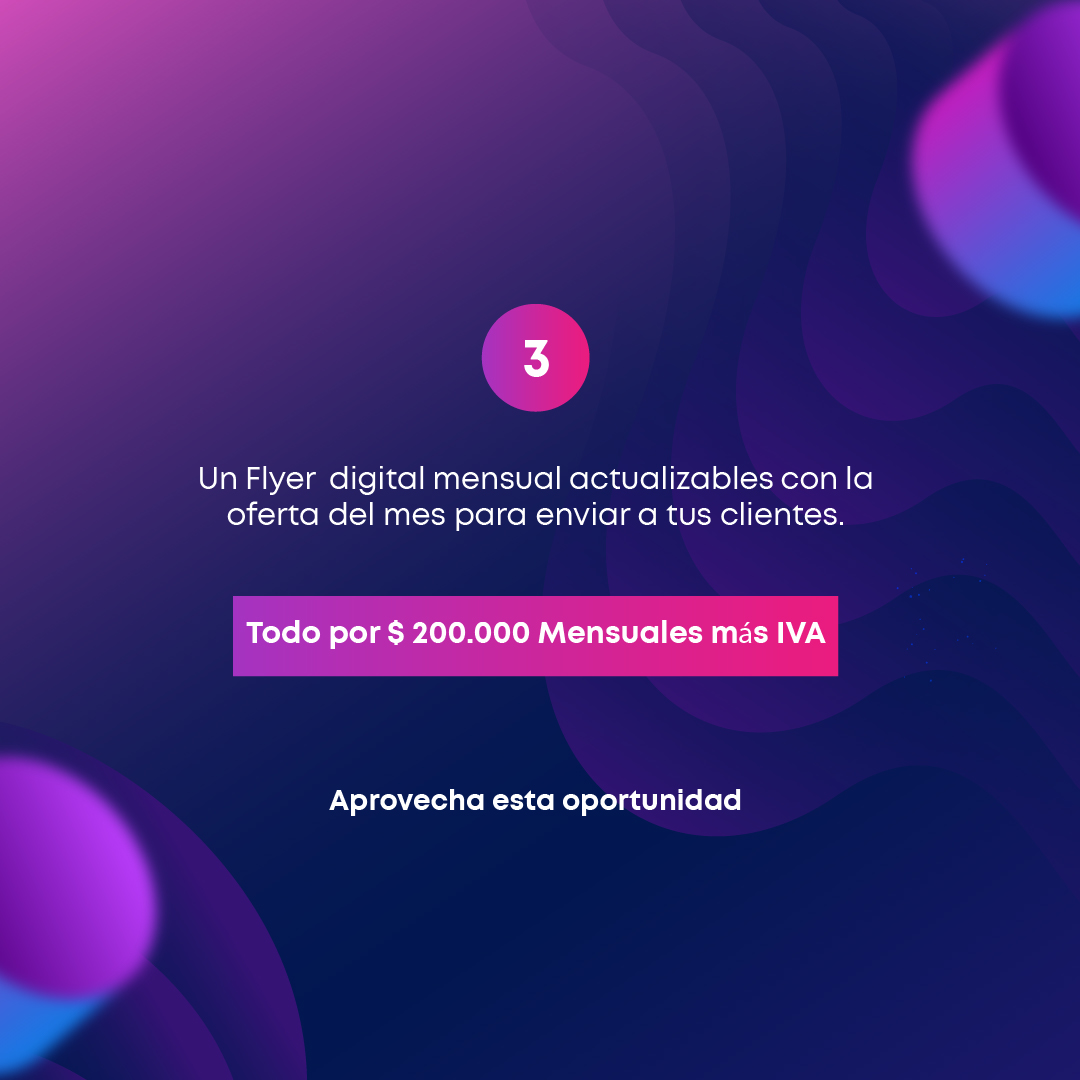 3
Un Flyer digital mensual actualizables con la
oferta del mes para enviar a tus clientes.
Todo por $ 200.000 Mensuales más IVA
Aprovecha esta oportunidad